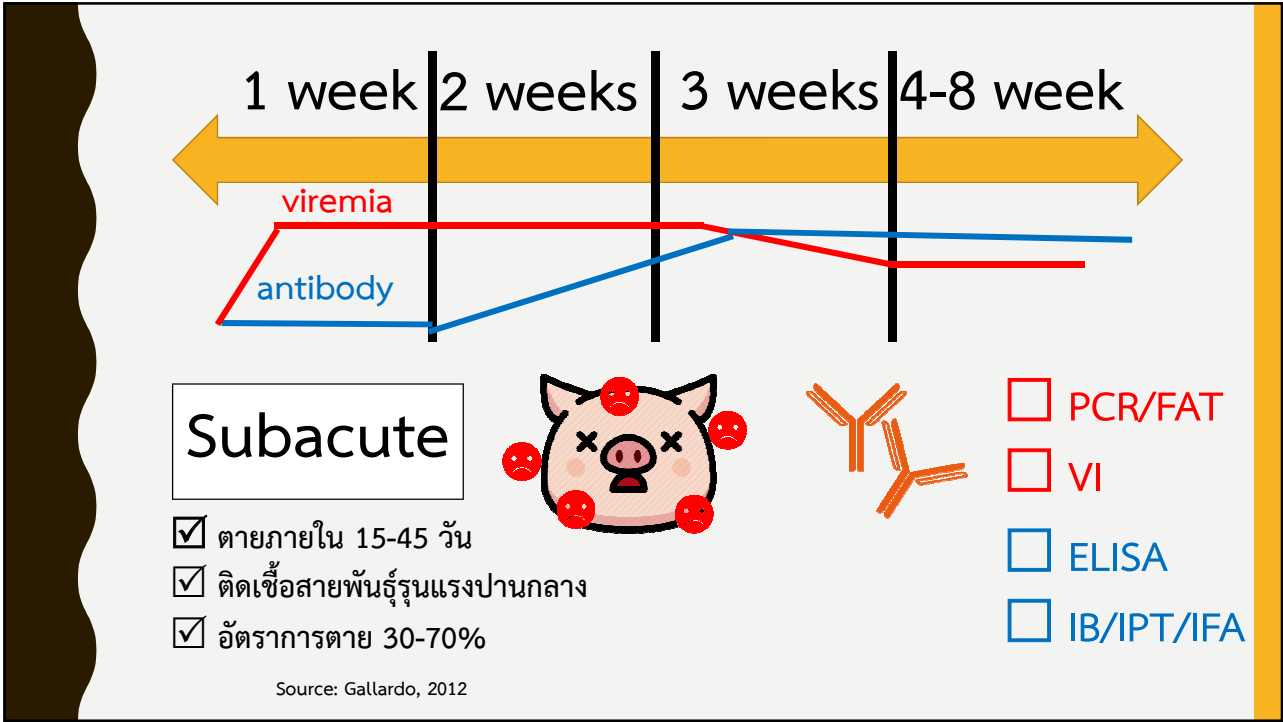 1 week 2 weeks 3 weeks 4-8 week
viremia
antibody
Subacute
ตายภายใน 15-45 วัน
ติดเชื้อสายพันธุ์รุนแรงปานกลาง
อัตราการตาย 30-70%
Source: Gallardo, 2012
PCR/FAT
VI
ELISA
IB/IPT/IFA